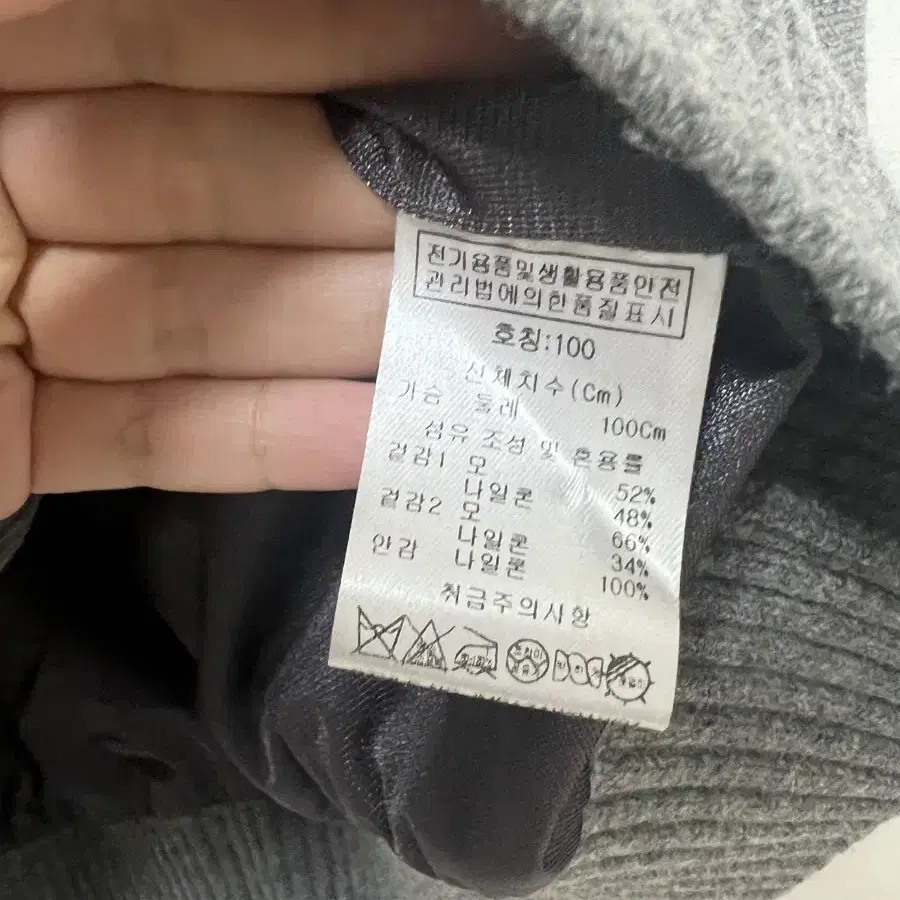 전기용품및생활용품안전
관리법에의한품질표시
호칭:100
신체치수(Cm)
가슴 둘레 100Cm
섬유 조성 및 혼용률
겉감1 모 52%
나일론 48%
겉감2 모 66%
나일론 34%
안감 나일론 100%
취급주의사항
드라이